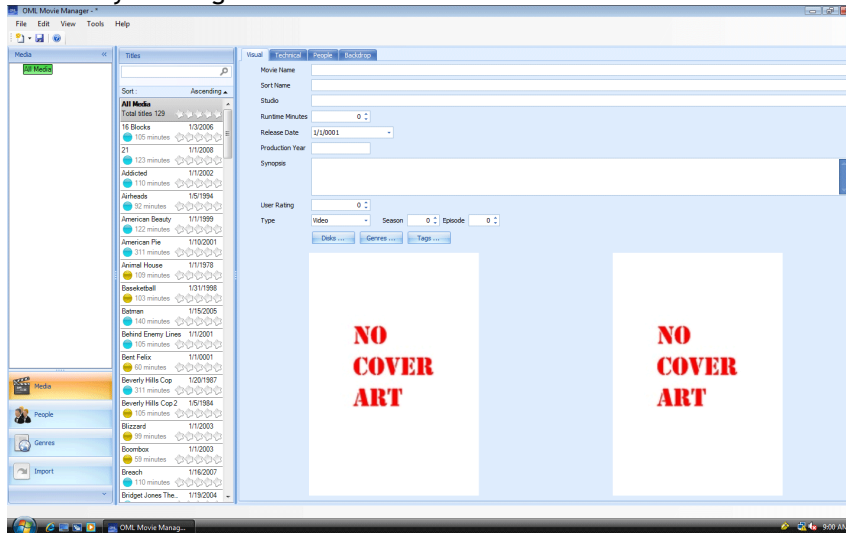 OML Movie Manager - *
File Edit View Tools Help
Media «
All Media
Titles
Sort : Ascending
All Media
Total titles 129
16 Blocks 1/3/2006
105 minutes
21 1/1/2008
123 minutes
Addicted 1/1/2002
110 minutes
Airheads 1/5/1994
92 minutes
American Beauty 1/1/1999
122 minutes
American Pie 1/10/2001
311 minutes
Animal House 1/1/1978
109 minutes
Baseketball 1/31/1998
103 minutes
Batman 1/15/2005
140 minutes
Behind Enemy Lines 1/1/2001
105 minutes
Bent Felix 1/1/0001
60 minutes
Beverly Hills Cop 1/20/1987
311 minutes
Beverly Hills Cop 2 1/5/1984
105 minutes
Blizzard 1/1/2003
99 minutes
Boombox 1/1/2003
59 minutes
Breach 1/16/2007
110 minutes
Bridget Jones The.. 1/19/2004
Media
People
Genres
Import
Visual Technical People Backdrop
Movie Name
Sort Name
Studio
Runtime Minutes 0
Release Date 1/1/0001
Production Year
Synopsis
User Rating 0
Type Video Season 0 Episode 0
Disks ... Genres ... Tags ...
NO COVER ART
NO COVER ART
OML Movie Manag...
9:00 AM